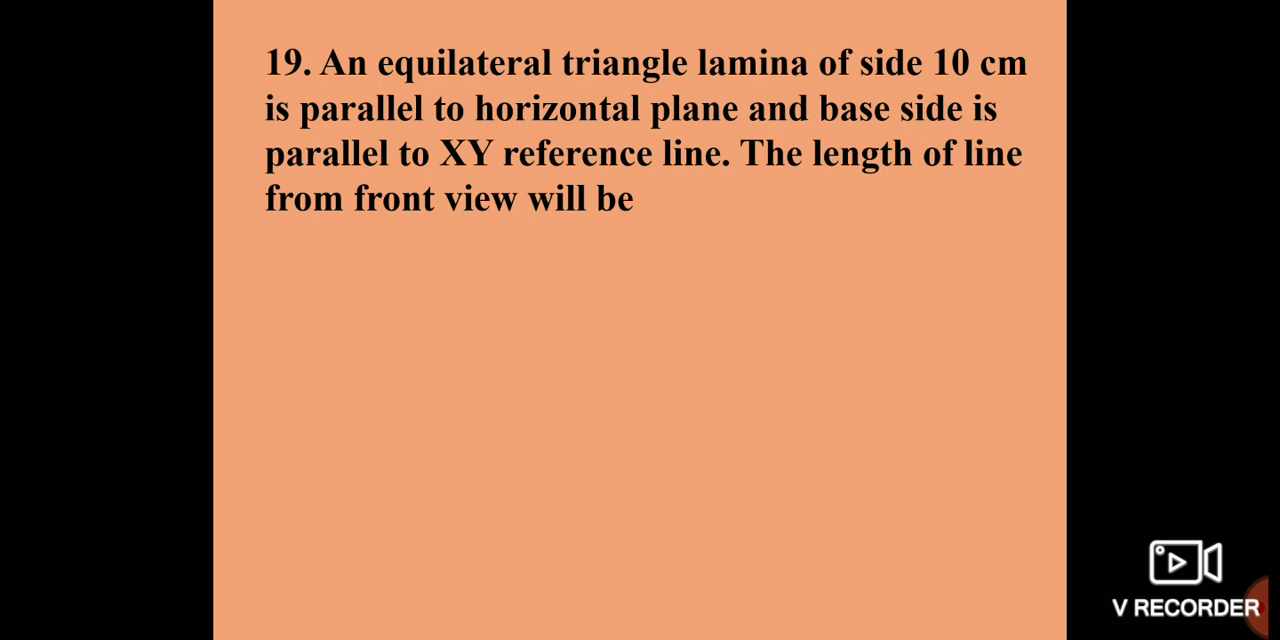 19. An equilateral triangle lamina of side 10 cm
is parallel to horizontal plane and base side is
parallel to XY reference line. The length of line
from front view will be
V RECORDER